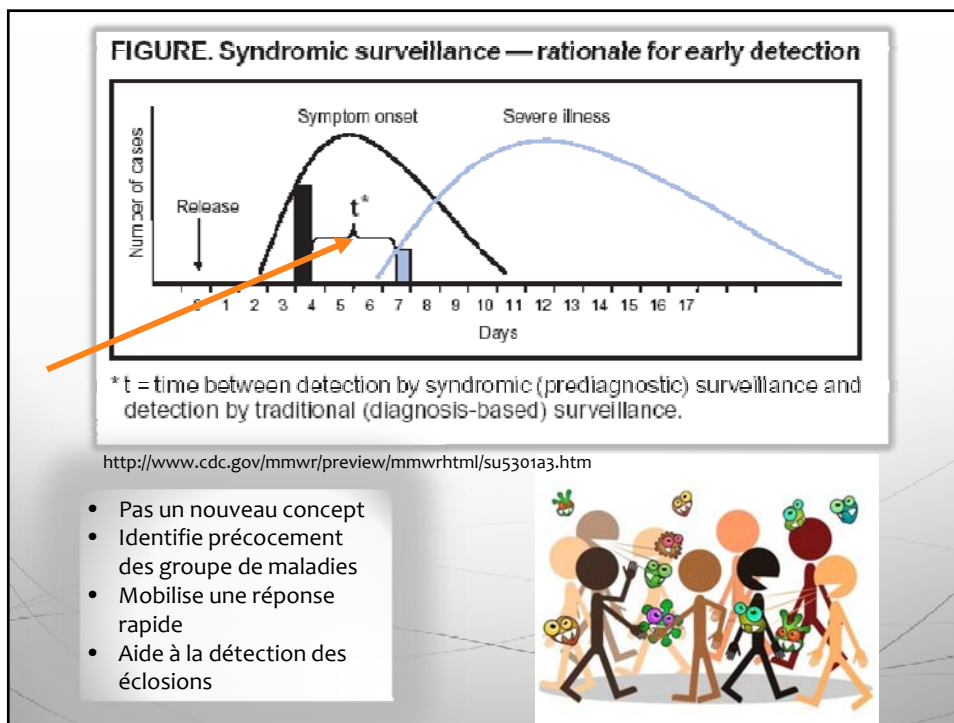 FIGURE. Syndromic surveillance — rationale for early detection
Number of cases
Symptom onset
Severe illness
Release
t*
0 1 2 3 4 5 6 7 8 9 10 11 12 13 14 15 16 17
Days
* t = time between detection by syndromic (prediagnostic) surveillance and
detection by traditional (diagnosis-based) surveillance.
http://www.cdc.gov/mmwr/preview/mmwrhtml/su5301a3.htm
• Pas un nouveau concept
• Identifie précocement
des groupe de maladies
• Mobilise une réponse
rapide
• Aide à la détection des
éclosions